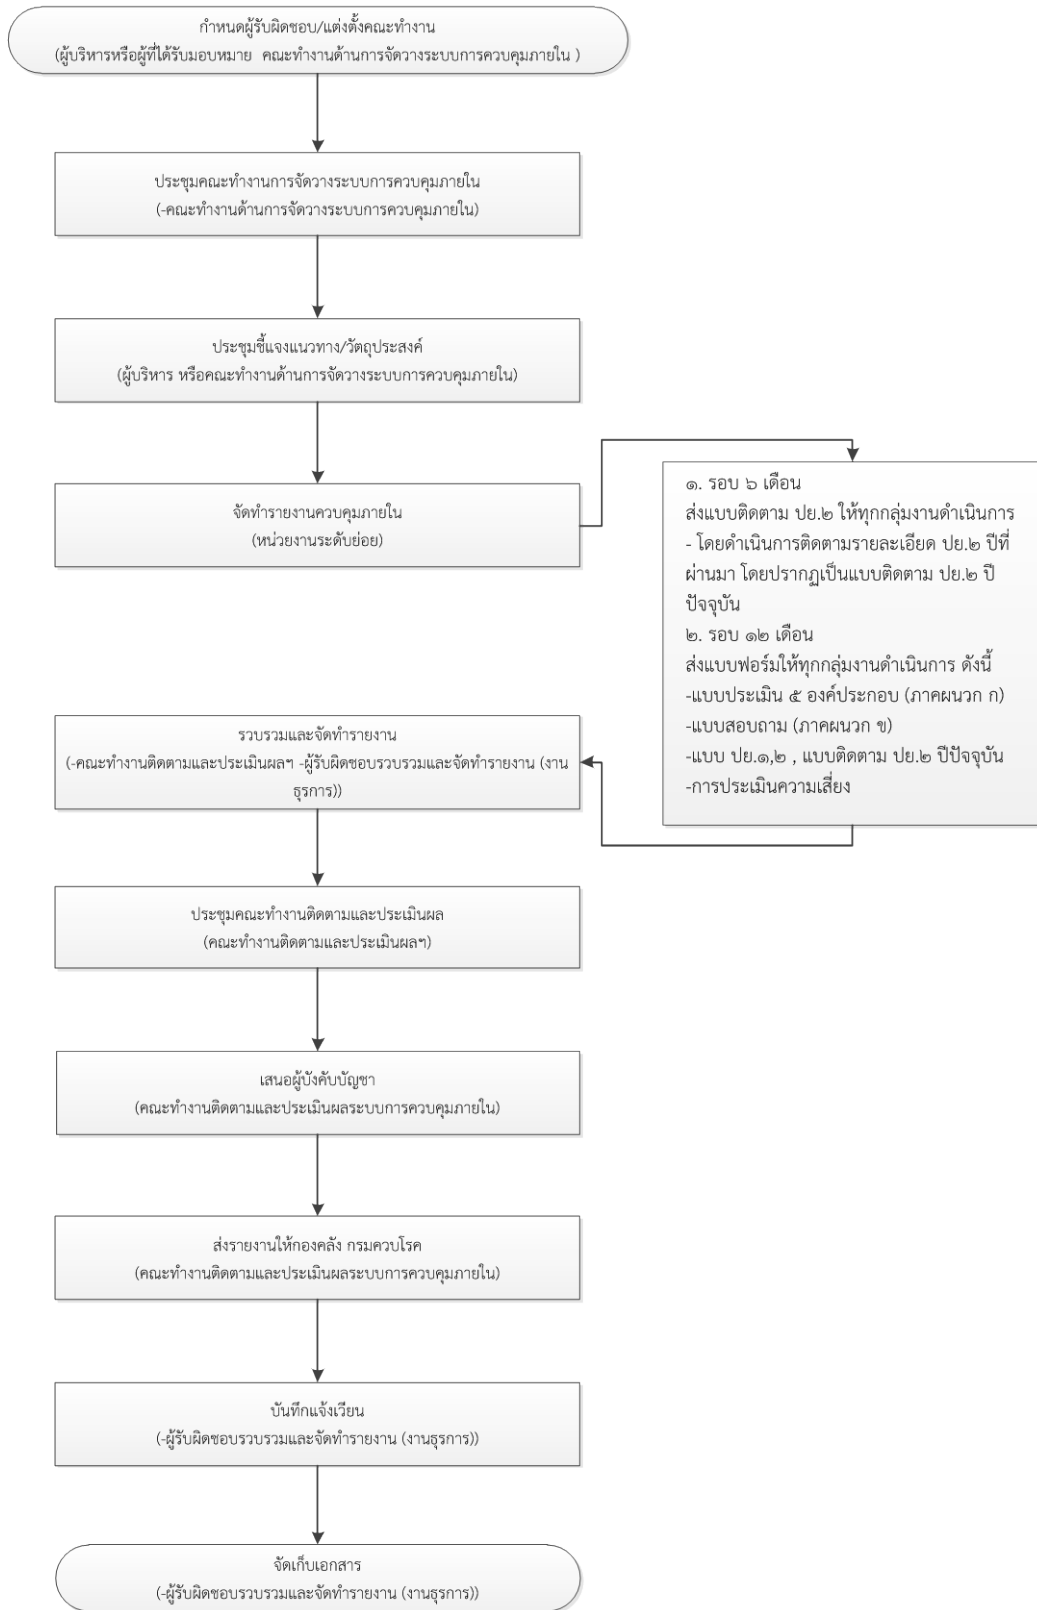 กำหนดผู้รับผิดชอบ/แต่งตั้งคณะทำงาน
(ผู้บริหารหรือผู้ที่ได้รับมอบหมาย คณะทำงานด้านการจัดวางระบบการควบคุมภายใน )
ประชุมคณะทำงานการจัดวางระบบการควบคุมภายใน
(-คณะทำงานด้านการจัดวางระบบการควบคุมภายใน)
ประชุมชี้แจงแนวทาง/วัตถุประสงค์
(ผู้บริหาร หรือคณะทำงานด้านการจัดวางระบบการควบคุมภายใน)
จัดทำรายงานควบคุมภายใน
(หน่วยงานระดับย่อย)
๑. รอบ ๖ เดือน
ส่งแบบติดตาม ปย.๒ ให้ทุกกลุ่มงานดำเนินการ
- โดยดำเนินการติดตามรายละเอียด ปย.๒ ปีที่
ผ่านมา โดยปรากฏเป็นแบบติดตาม ปย.๒ ปี
ปัจจุบัน
๒. รอบ ๑๒ เดือน
ส่งแบบฟอร์มให้ทุกกลุ่มงานดำเนินการ ดังนี้
-แบบประเมิน ๕ องค์ประกอบ (ภาคผนวก ก)
-แบบสอบถาม (ภาคผนวก ข)
-แบบ ปย.๑,๒ , แบบติดตาม ปย.๒ ปีปัจจุบัน
-การประเมินความเสี่ยง
รวบรวมและจัดทำรายงาน
(-คณะทำงานติดตามและประเมินผลฯ -ผู้รับผิดชอบรวบรวมและจัดทำรายงาน (งาน
ธุรการ))
ประชุมคณะทำงานติดตามและประเมินผล
(คณะทำงานติดตามและประเมินผลฯ)
เสนอผู้บังคับบัญชา
(คณะทำงานติดตามและประเมินผลระบบการควบคุมภายใน)
ส่งรายงานให้กองคลัง กรมควบโรค
(คณะทำงานติดตามและประเมินผลระบบการควบคุมภายใน)
บันทึกแจ้งเวียน
(-ผู้รับผิดชอบรวบรวมและจัดทำรายงาน (งานธุรการ))
จัดเก็บเอกสาร
(-ผู้รับผิดชอบรวบรวมและจัดทำรายงาน (งานธุรการ))